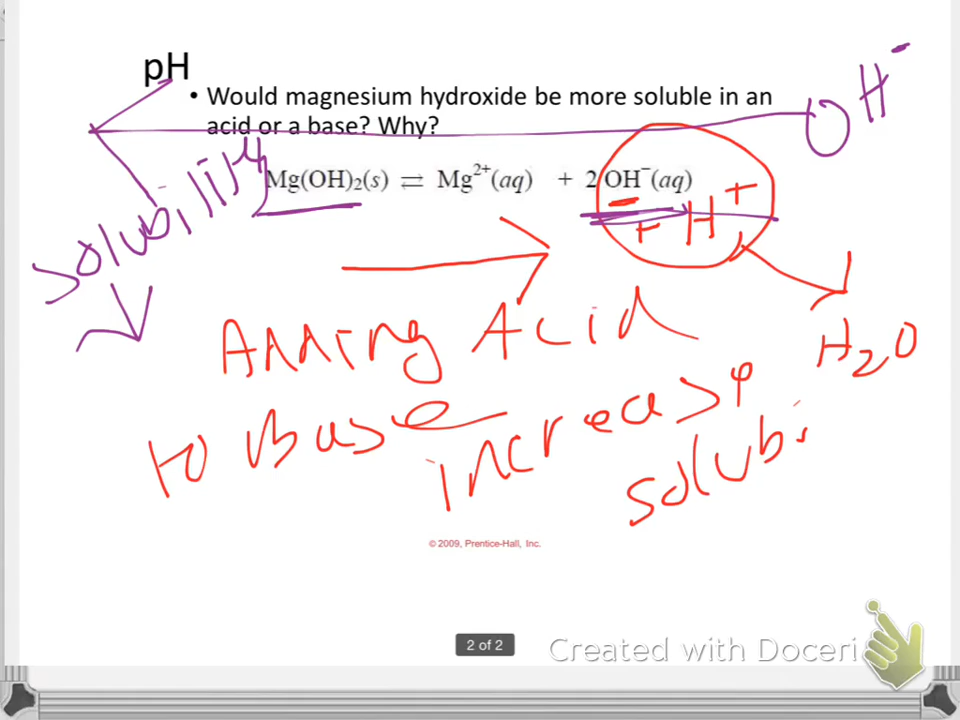 pH
• Would magnesium hydroxide be more soluble in an
acid or a base? Why?
OH⁻
solubility
Mg(OH)₂(s) ⇌ Mg²⁺(aq) + 2 OH⁻(aq)
+ H⁺
H₂O
Adding Acid
to Base increase
solubi
© 2009, Prentice-Hall, Inc.
2 of 2
Created with Doceri